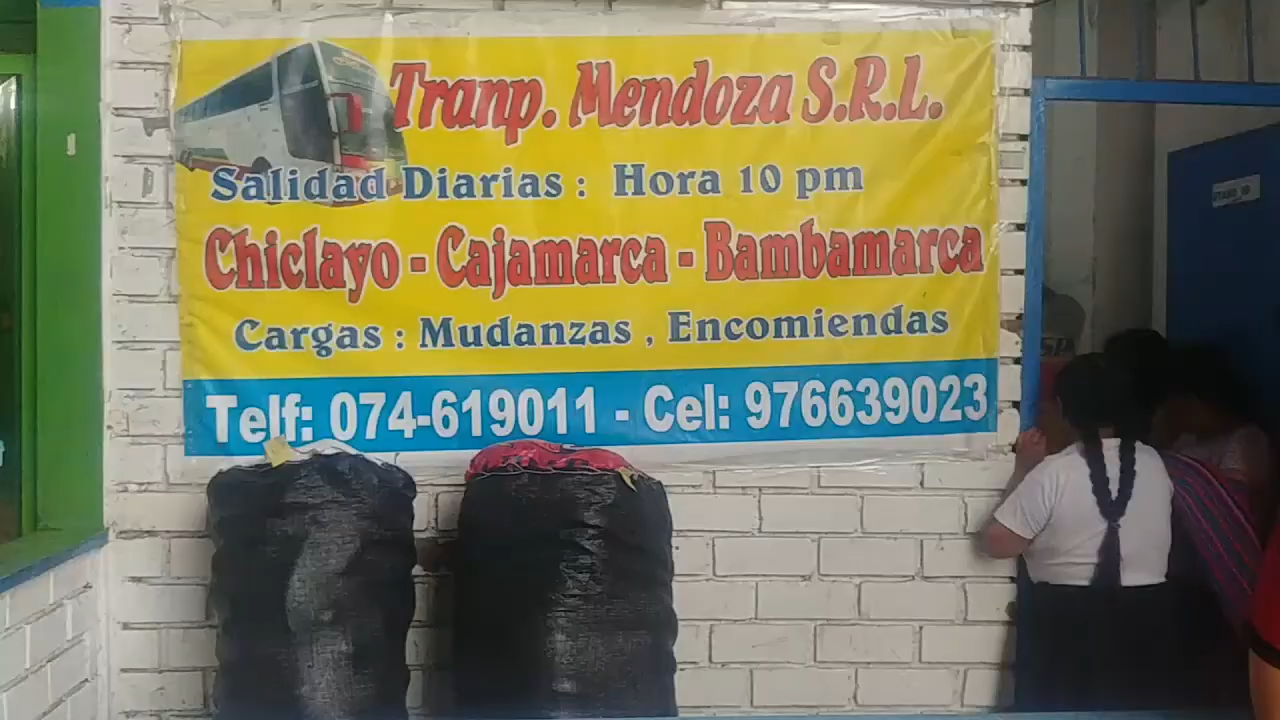 Tranp. Mendoza S.R.L.
Salidad Diarias : Hora 10 pm
Chiclayo - Cajamarca - Bambamarca
Cargas : Mudanzas , Encomiendas
Telf: 074-619011 - Cel: 976639023